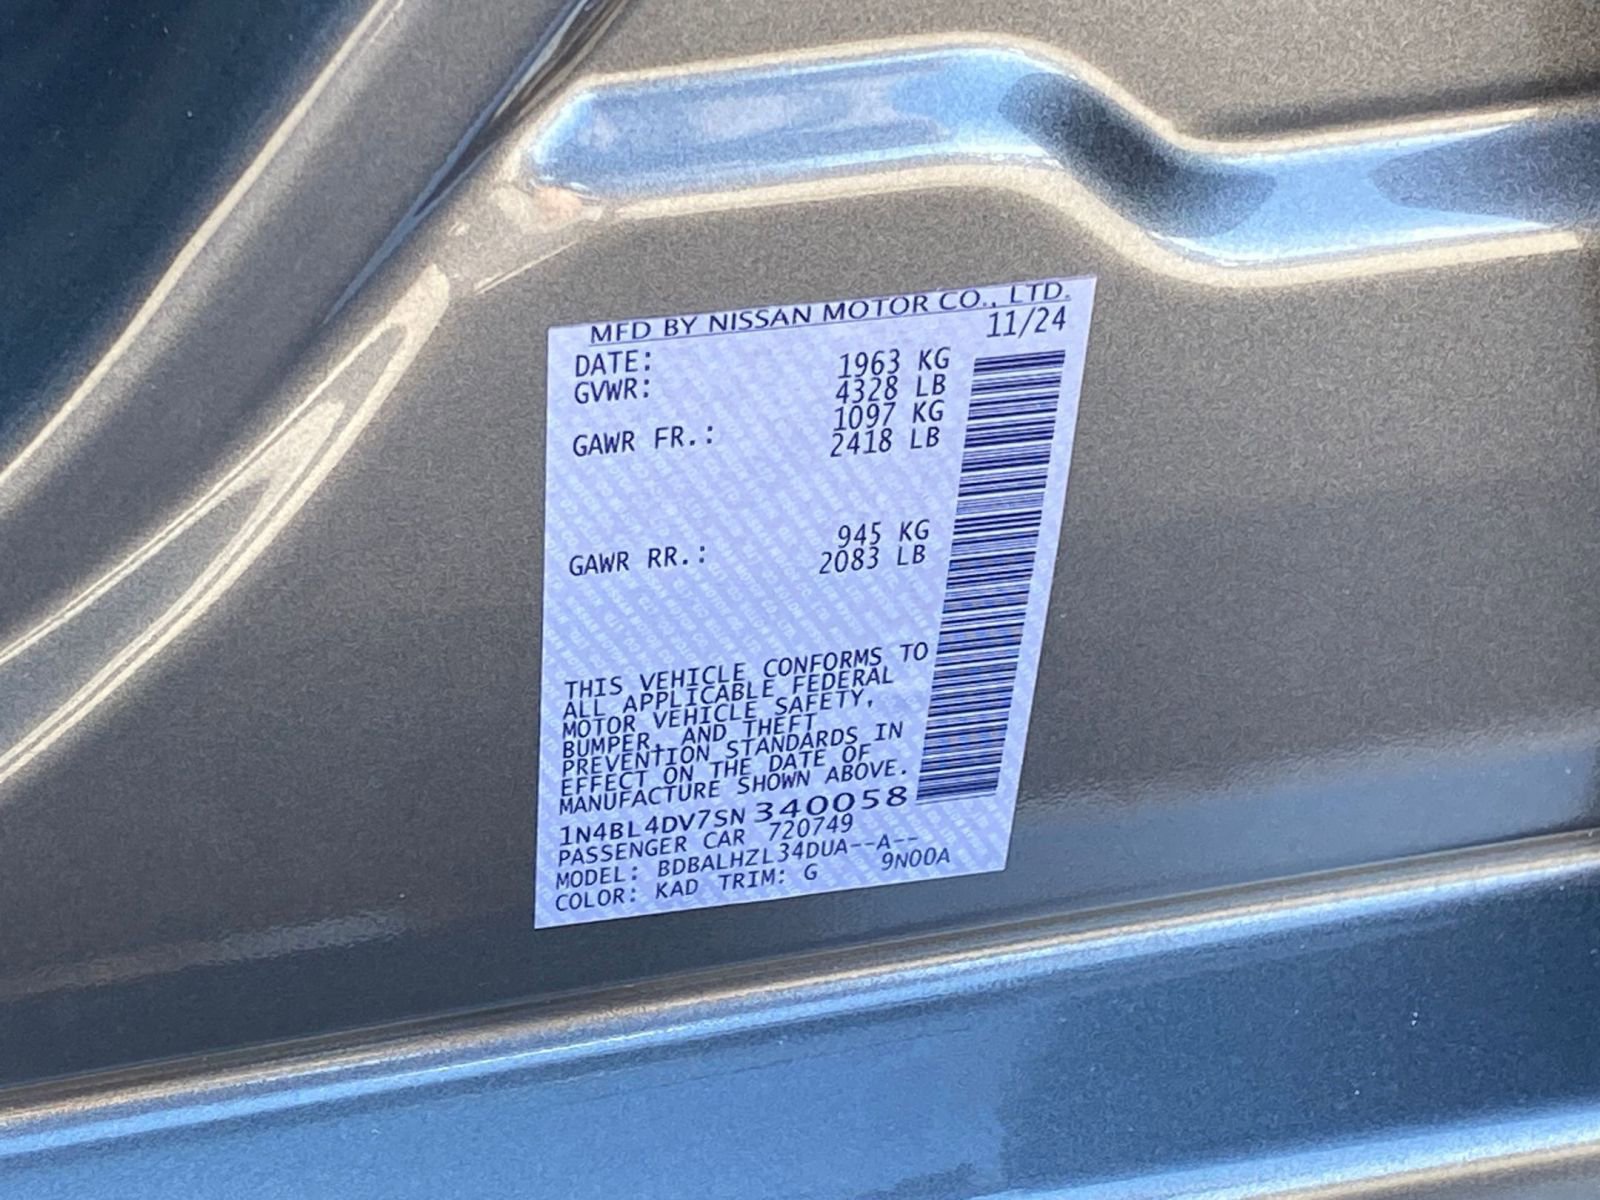 MFD BY NISSAN MOTOR CO., LTD.
DATE: 11/24
GVWR: 1963 KG
4328 LB
GAWR FR.: 1097 KG
2418 LB
GAWR RR.: 945 KG
2083 LB
THIS VEHICLE CONFORMS TO
ALL APPLICABLE FEDERAL
MOTOR VEHICLE SAFETY,
BUMPER, AND THEFT
PREVENTION STANDARDS IN
EFFECT ON THE DATE OF
MANUFACTURE SHOWN ABOVE.
1N4BL4DV7SN340058
PASSENGER CAR 720749
MODEL: BDBALHZL34DUA--A--
COLOR: KAD TRIM: G 9N00A